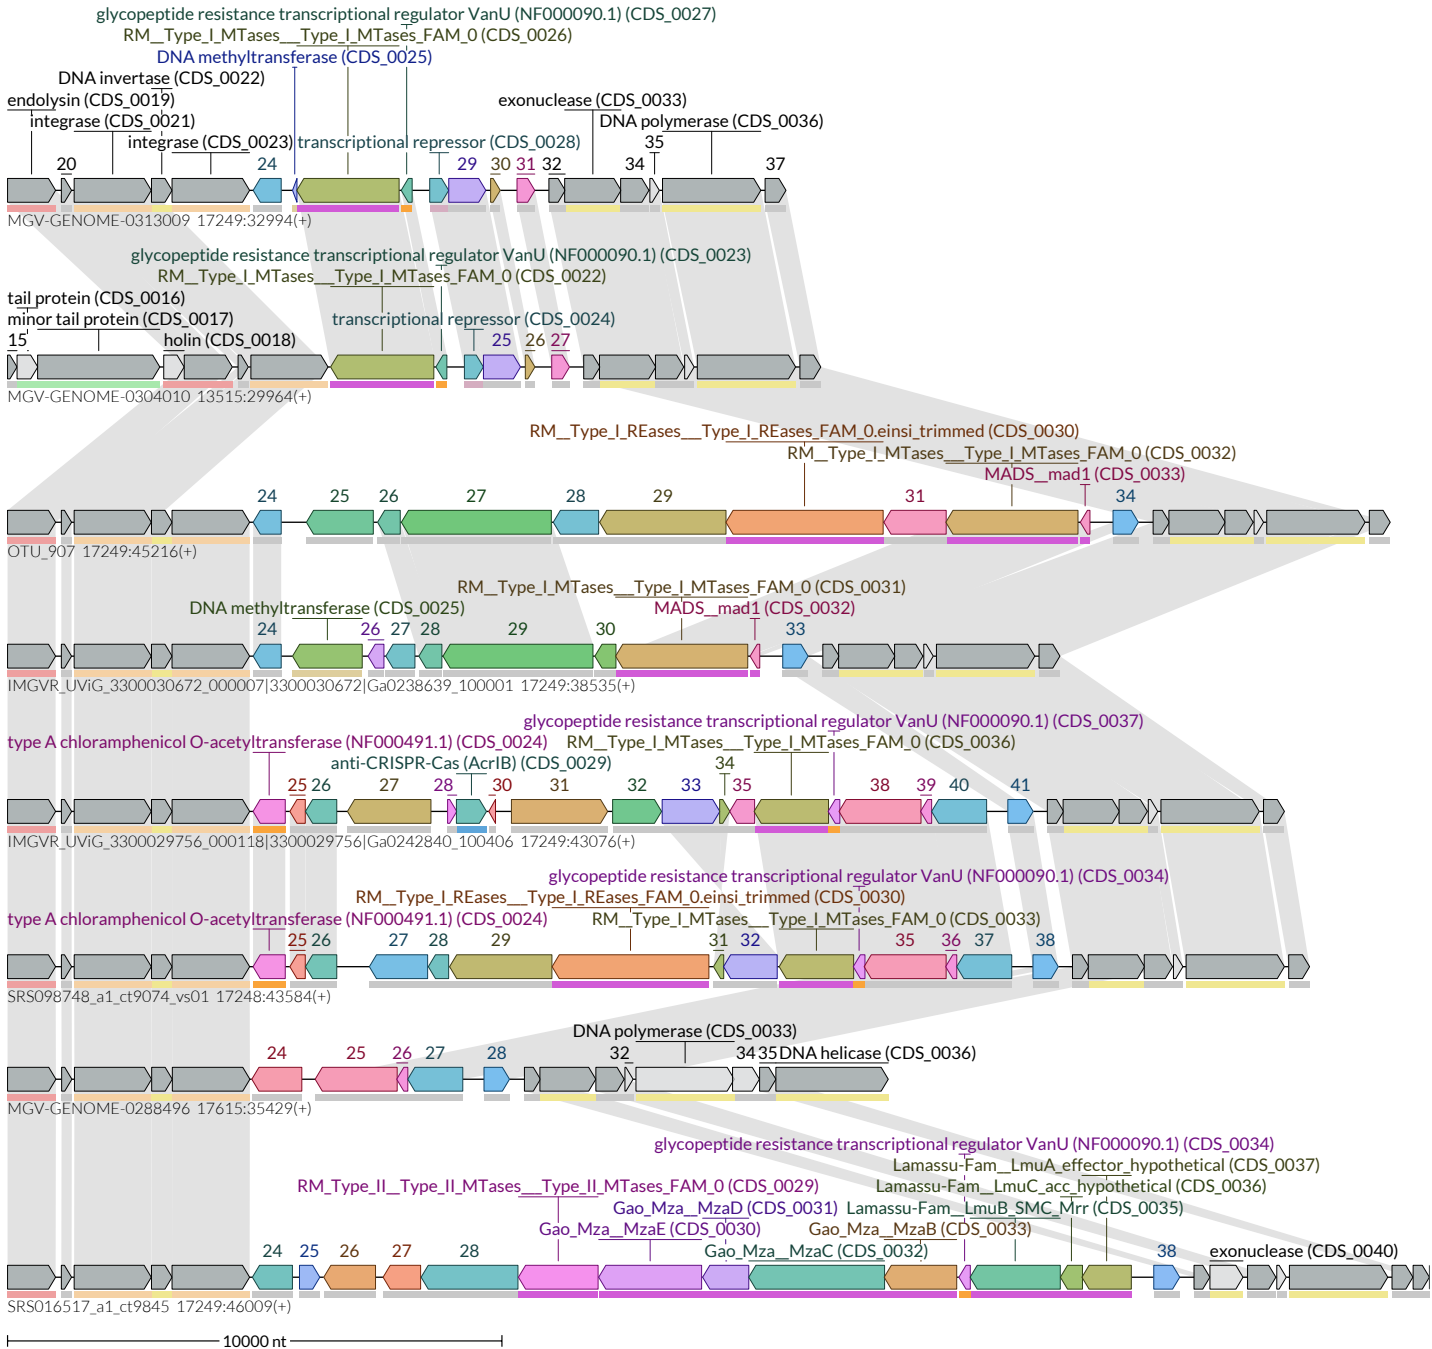 glycopeptide resistance transcriptional regulator VanU (NF000090.1) (CDS_0027)
RM__Type_I_MTases___Type_I_MTases_FAM_0 (CDS_0026)
DNA methyltransferase (CDS_0025)
DNA invertase (CDS_0022)
endolysin (CDS_0019) exonuclease (CDS_0033)
integrase (CDS_0021) DNA polymerase (CDS_0036)
integrase (CDS_0023) transcriptional repressor (CDS_0028) 35
20 24 29 30 31 32 34 37
MGV-GENOME-0313009 17249:32994(+)
glycopeptide resistance transcriptional regulator VanU (NF000090.1) (CDS_0023)
RM__Type_I_MTases___Type_I_MTases_FAM_0 (CDS_0022)
tail protein (CDS_0016)
minor tail protein (CDS_0017) transcriptional repressor (CDS_0024)
15 holin (CDS_0018) 25 26 27
MGV-GENOME-0304010 13515:29964(+)
RM__Type_I_REases___Type_I_REases_FAM_0.einsi_trimmed (CDS_0030)
RM__Type_I_MTases___Type_I_MTases_FAM_0 (CDS_0032)
MADS__mad1 (CDS_0033)
24 25 26 27 28 29 31 34
OTU_907 17249:45216(+)
RM__Type_I_MTases___Type_I_MTases_FAM_0 (CDS_0031)
DNA methyltransferase (CDS_0025) MADS__mad1 (CDS_0032)
24 26 27 28 29 30 33
IMGVR_UViG_3300030672_000007|3300030672|Ga0238639_100001 17249:38535(+)
glycopeptide resistance transcriptional regulator VanU (NF000090.1) (CDS_0037)
type A chloramphenicol O-acetyltransferase (NF000491.1) (CDS_0024) RM__Type_I_MTases___Type_I_MTases_FAM_0 (CDS_0036)
anti-CRISPR-Cas (AcrIB) (CDS_0029) 34
25 26 27 28 30 31 32 33 35 38 39 40 41
IMGVR_UViG_3300029756_000118|3300029756|Ga0242840_100406 17249:43076(+)
glycopeptide resistance transcriptional regulator VanU (NF000090.1) (CDS_0034)
RM__Type_I_REases___Type_I_REases_FAM_0.einsi_trimmed (CDS_0030)
type A chloramphenicol O-acetyltransferase (NF000491.1) (CDS_0024) RM__Type_I_MTases___Type_I_MTases_FAM_0 (CDS_0033)
25 26 27 28 29 31 32 35 36 37 38
SRS098748_a1_ct9074_vs01 17248:43584(+)
DNA polymerase (CDS_0033)
24 25 26 27 28 32 34 35 DNA helicase (CDS_0036)
MGV-GENOME-0288496 17615:35429(+)
glycopeptide resistance transcriptional regulator VanU (NF000090.1) (CDS_0034)
Lamassu-Fam__LmuA_effector_hypothetical (CDS_0037)
RM_Type_II__Type_II_MTases___Type_II_MTases_FAM_0 (CDS_0029) Lamassu-Fam__LmuC_acc_hypothetical (CDS_0036)
Gao_Mza__MzaD (CDS_0031) Lamassu-Fam__LmuB_SMC_Mrr (CDS_0035)
Gao_Mza__MzaE (CDS_0030) Gao_Mza__MzaB (CDS_0033)
24 25 26 27 28 Gao_Mza__MzaC (CDS_0032) 38 exonuclease (CDS_0040)
SRS016517_a1_ct9845 17249:46009(+)
10000 nt